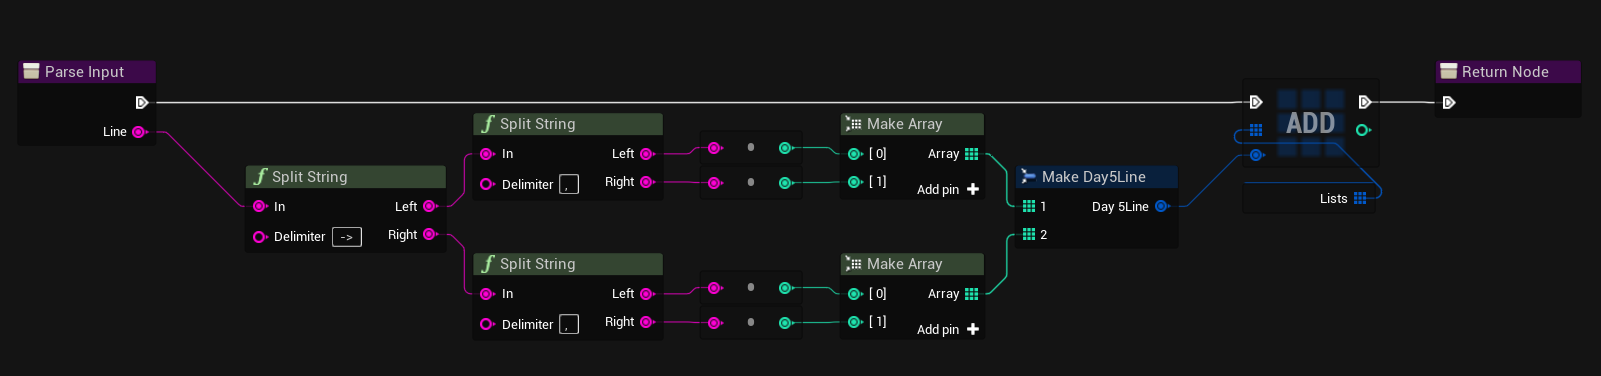 Parse Input
Line
Split String
In Left
Delimiter -> Right
Split String
In Left
Delimiter , Right
Split String
In Left
Delimiter , Right
Make Array
[ 0] Array
[ 1]
Add pin
Make Array
[ 0] Array
[ 1]
Add pin
Make Day5Line
1 Day 5Line
2
ADD
Lists
Return Node